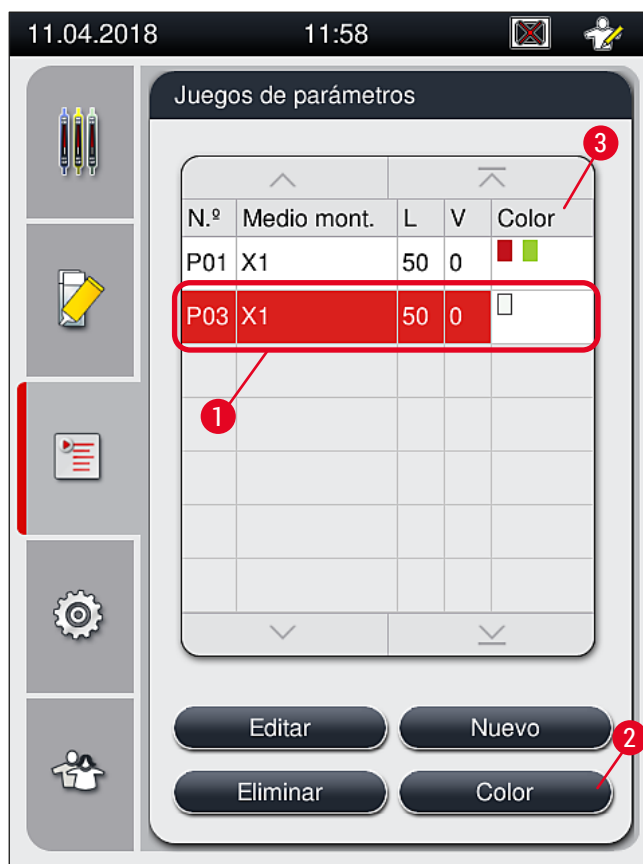 11.04.2018 11:58
Juegos de parámetros
3
N.º Medio mont. L V Color
P01 X1 50 0
P03 X1 50 0
1
Editar Nuevo
2
Eliminar Color